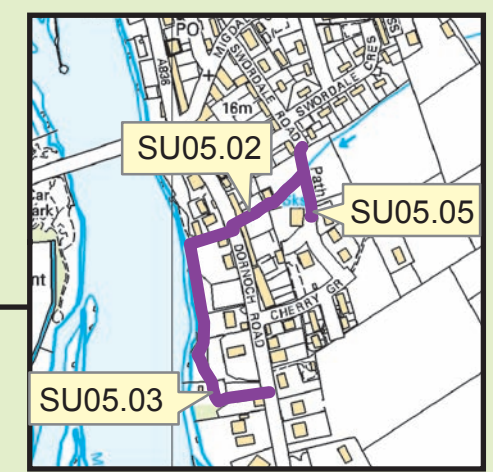 PO
MIGDALE
A836
SWORDALE ROAD
SWORDALE CRES
16m
SU05.02
Path
SU05.05
Car
Park
nt
DORNOCH ROAD
CHERRY GR
SU05.03
M